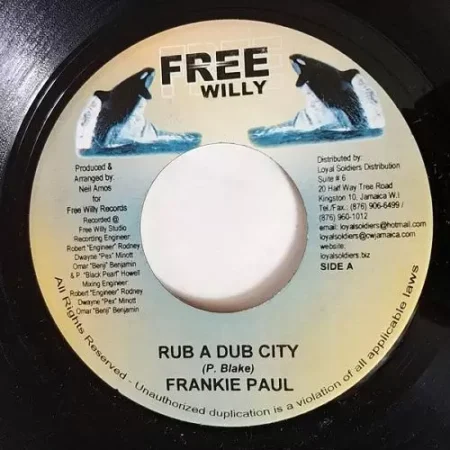 FREE
WILLY
Produced &
Arranged by:
Neil Amos
for
Free Willy Records
Recorded @
Free Willy Studio
Recording Engineer:
Robert "Engineer" Rodney
Dwayne "Pes" Minott
Omar "Benji" Benjamin
& P. "Black Pearl" Howell
Mixing Engineer:
Robert "Engineer" Rodney
Dwayne "Pes" Minott
Omar "Benji" Benjamin
Distributed by:
Loyal Soldiers Distribution
Suite # 6
20 Half Way Tree Road
Kingston 10, Jamaica W.I
Tel./Fax.: (876) 906-6499 /
(876) 960-1012
email: loyalsoldiers@hotmail.com
loyalsoldiers@cwjamaica.com
website:
loyalsoldiers.biz
SIDE A
RUB A DUB CITY
(P. Blake)
FRANKIE PAUL
All Rights Reserved - Unauthorized duplication is a violation of all applicable laws